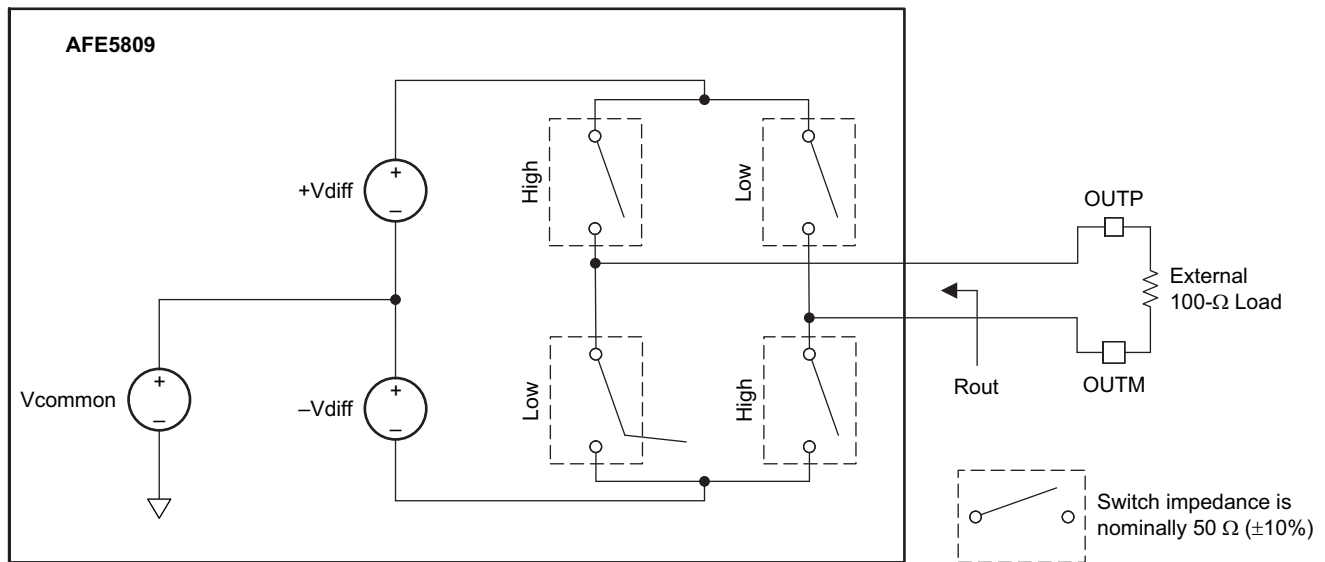 AFE5809
+
+Vdiff
–
High
Low
OUTP
External
100-Ω Load
Rout
OUTM
+
Vcommon
–
+
–Vdiff
–
Low
High
Switch impedance is
nominally 50 Ω (±10%)